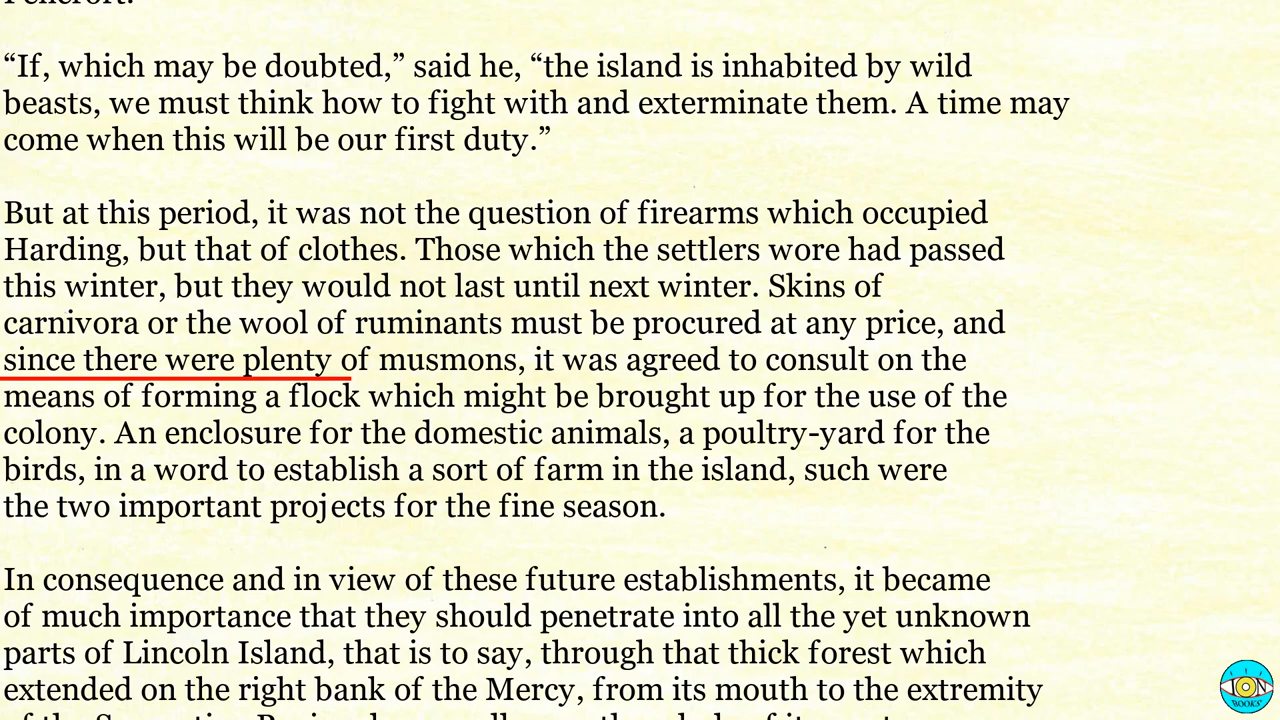 “If, which may be doubted,” said he, “the island is inhabited by wild
beasts, we must think how to fight with and exterminate them. A time may
come when this will be our first duty.”
But at this period, it was not the question of firearms which occupied
Harding, but that of clothes. Those which the settlers wore had passed
this winter, but they would not last until next winter. Skins of
carnivora or the wool of ruminants must be procured at any price, and
since there were plenty of musmons, it was agreed to consult on the
means of forming a flock which might be brought up for the use of the
colony. An enclosure for the domestic animals, a poultry-yard for the
birds, in a word to establish a sort of farm in the island, such were
the two important projects for the fine season.
In consequence and in view of these future establishments, it became
of much importance that they should penetrate into all the yet unknown
parts of Lincoln Island, that is to say, through that thick forest which
extended on the right bank of the Mercy, from its mouth to the extremity
ION
BOOKS